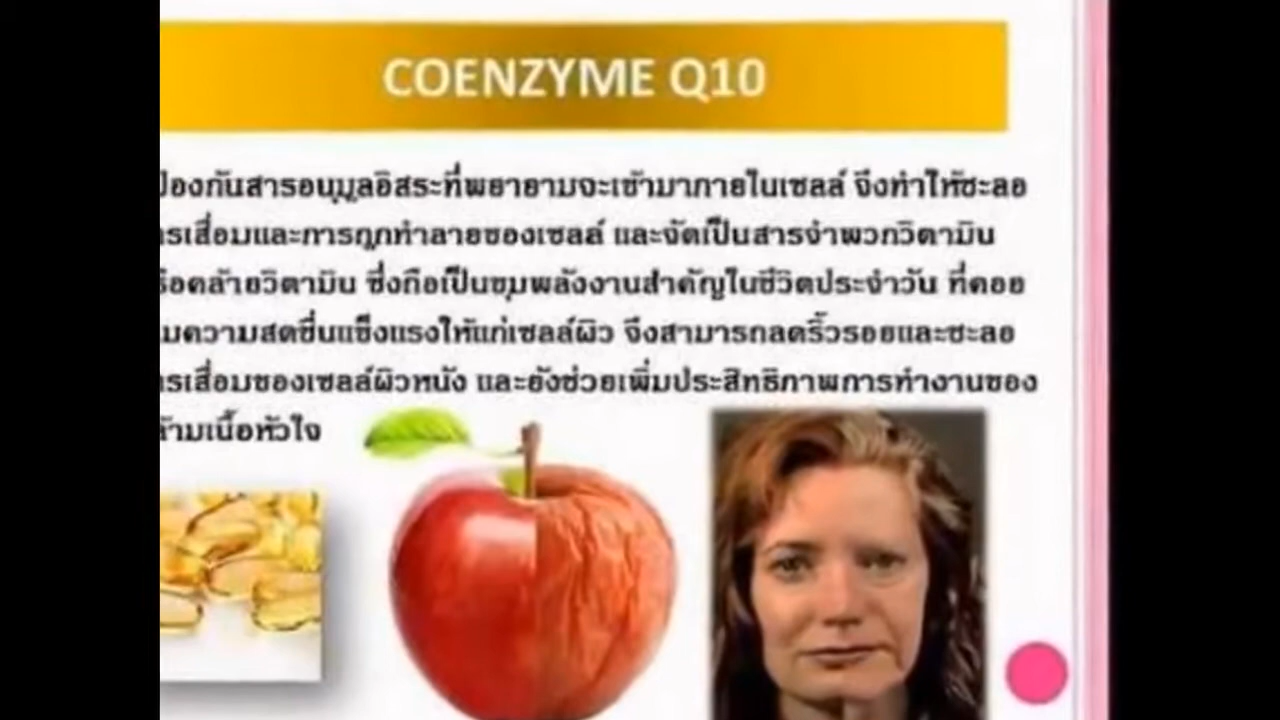 COENZYME Q10
ป้องกันสารอนุมูลอิสระที่พยายามจะเข้ามาภายในเซลล์ จึงทำให้ชะลอ
ารเสื่อมและการถูกทำลายของเซลล์ และจัดเป็นสารจำพวกวิตามิน
รือคล้ายวิตามิน ซึ่งถือเป็นขุมพลังงานสำคัญในชีวิตประจำวัน ที่คอย
มความสดชื่นแข็งแรงให้แก่เซลล์ผิว จึงสามารถลดริ้วรอยและชะลอ
ารเสื่อมของเซลล์ผิวหนัง และยังช่วยเพิ่มประสิทธิภาพการทำงานของ
ล้ามเนื้อหัวใจ